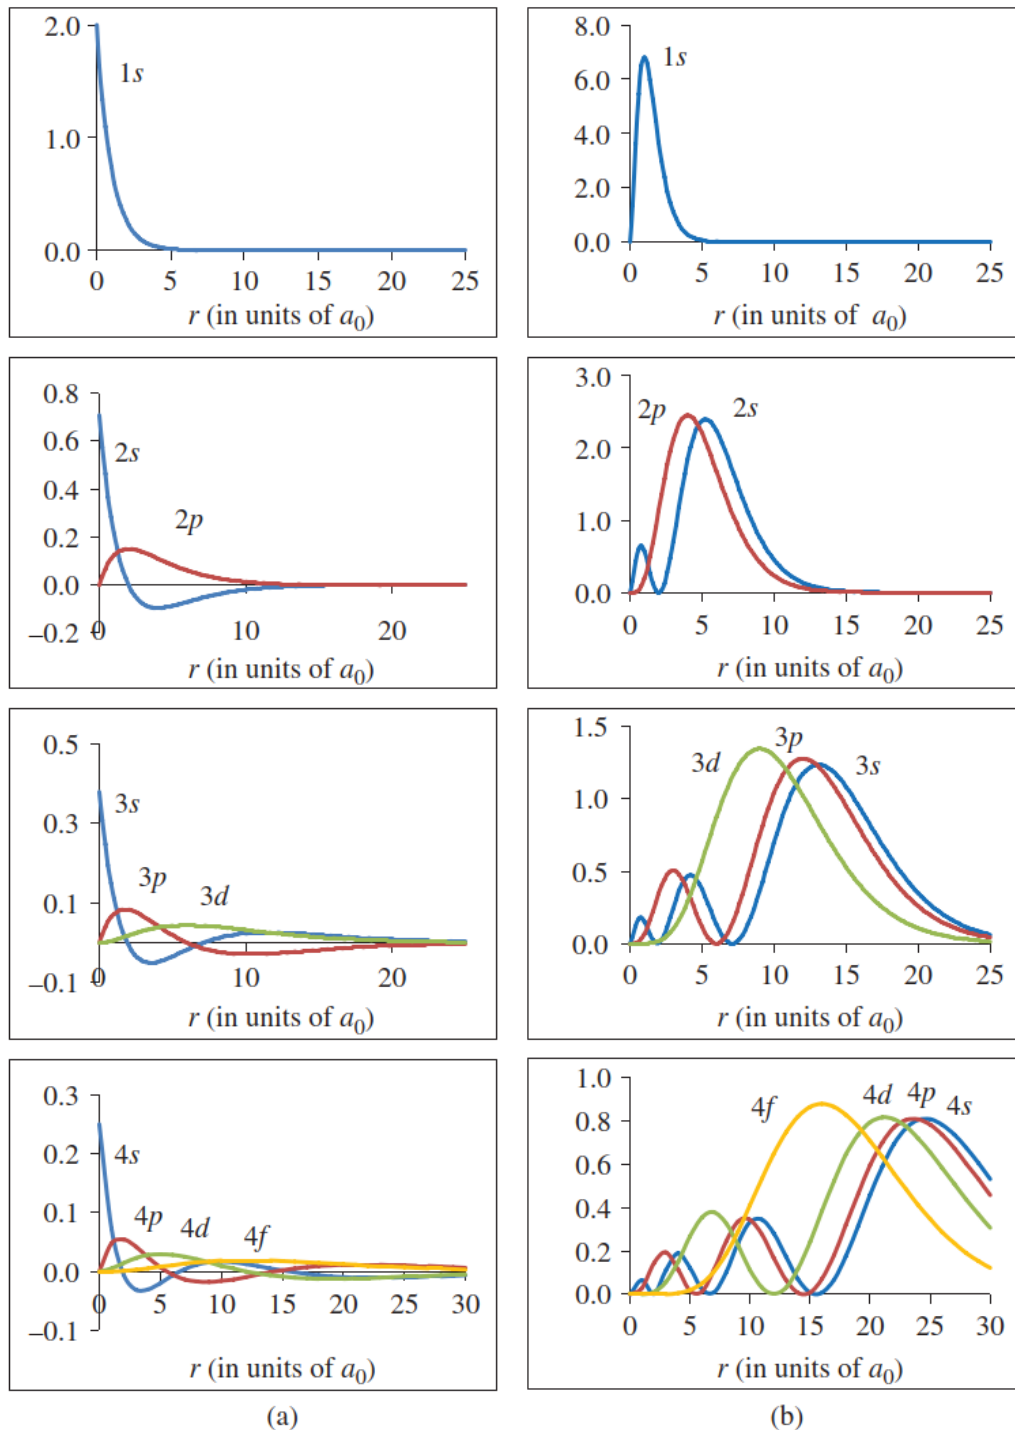 2.0
1s
1.0
0.0
0 5 10 15 20 25
r (in units of a0)
8.0
1s
6.0
4.0
2.0
0.0
0 5 10 15 20 25
r (in units of a0)
0.8
0.6
2s
0.4
2p
0.2
0.0
–0.2 0 10 20
r (in units of a0)
3.0
2p 2s
2.0
1.0
0.0
0 5 10 15 20 25
r (in units of a0)
0.5
3s
0.3
3p 3d
0.1
–0.1 0 10 20
r (in units of a0)
1.5
3d 3p 3s
1.0
0.5
0.0
0 5 10 15 20 25
r (in units of a0)
0.3
4s
0.2
0.1 4p 4d 4f
0.0
0 5 10 15 20 25 30
–0.1
r (in units of a0)
1.0
4f 4d 4p 4s
0.8
0.6
0.4
0.2
0.0
0 5 10 15 20 25 30
r (in units of a0)
(a) (b)